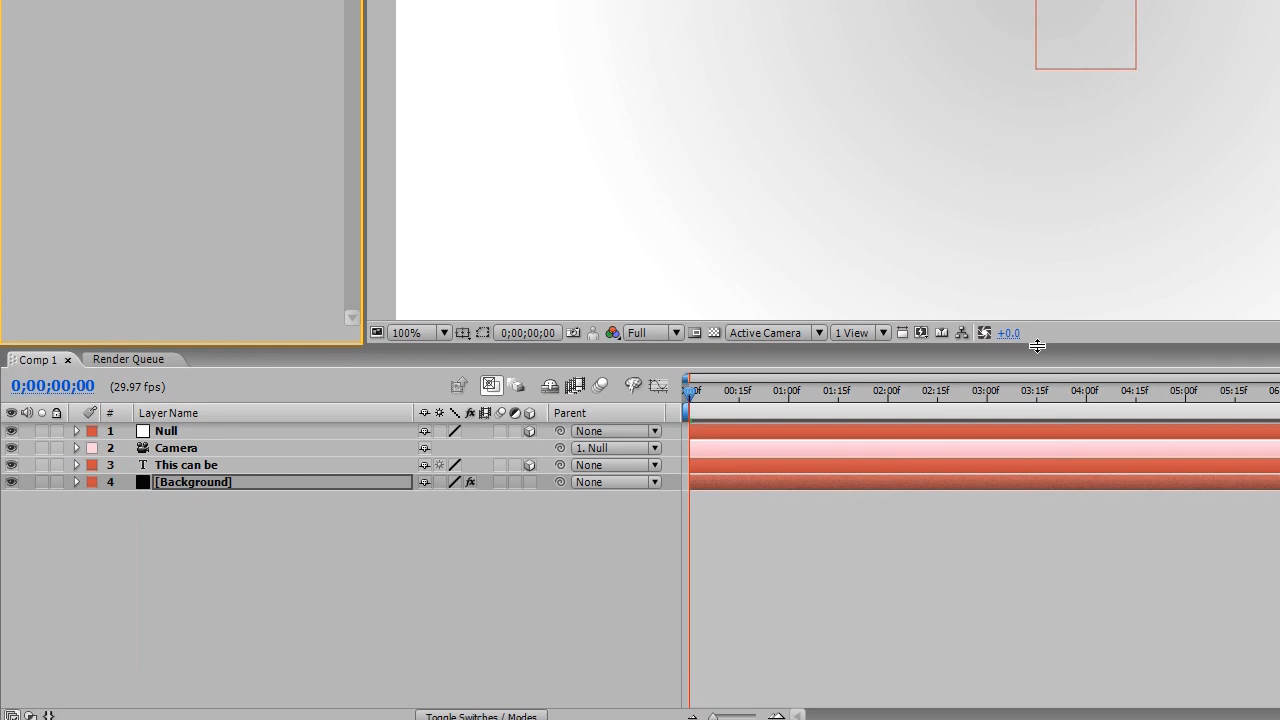 100% 0;00;00;00 Full Active Camera 1 View +0.0
Comp 1 × Render Queue
0;00;00;00 (29.97 fps)
00:15f 01:00f 01:15f 02:00f 02:15f 03:00f 03:15f 04:00f 04:15f 05:00f 05:15f
# Layer Name fx Parent
1 Null None
2 Camera 1. Null
3 T This can be None
4 [Background] fx None
Toggle Switches / Modes